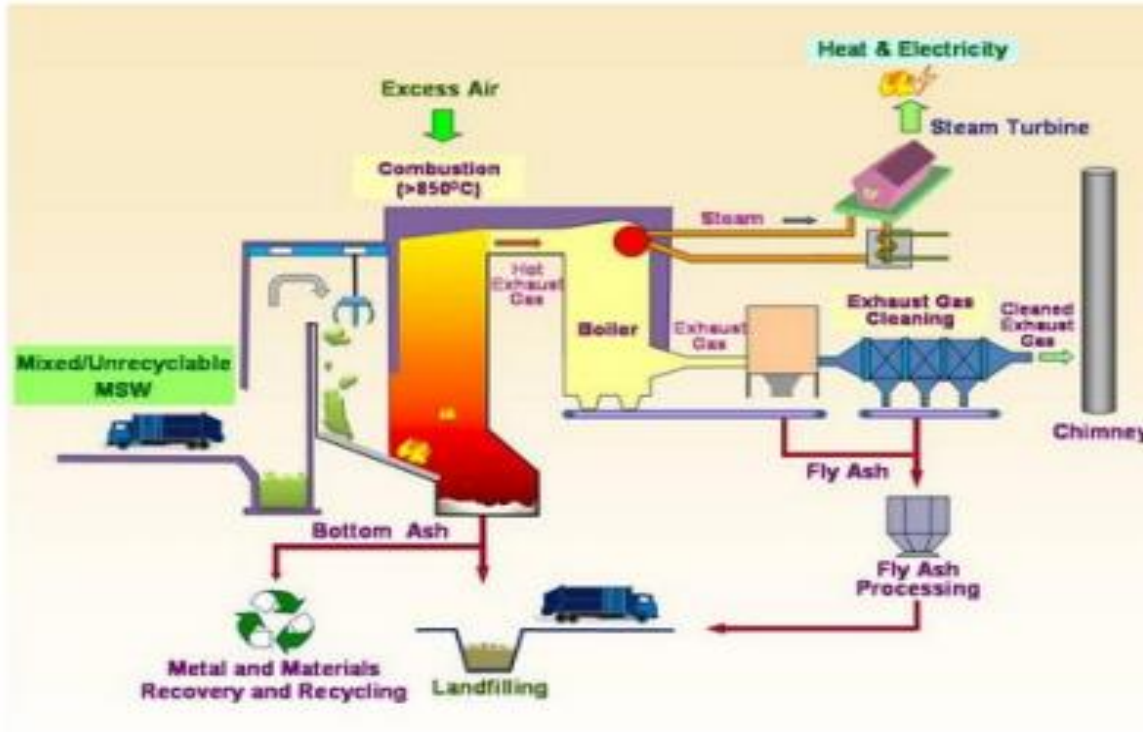 Heat & Electricity
Excess Air
Steam Turbine
Combustion
(>850°C)
Steam
Hot
Exhaust
Gas
Exhaust Gas
Cleaning
Cleaned
Exhaust
Gas
Boiler
Exhaust
Gas
Mixed/Unrecyclable
MSW
Chimney
Fly Ash
Bottom Ash
Fly Ash
Processing
Metal and Materials
Recovery and Recycling
Landfilling